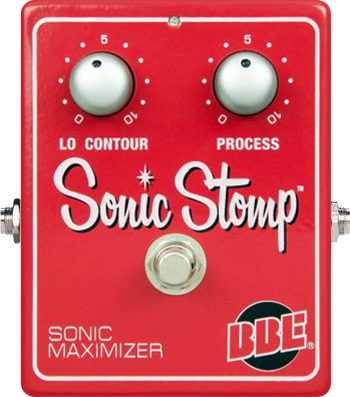 5 5
0 10 0 10
LO CONTOUR PROCESS
Sonic Stomp™
SONIC
MAXIMIZER
BBE®